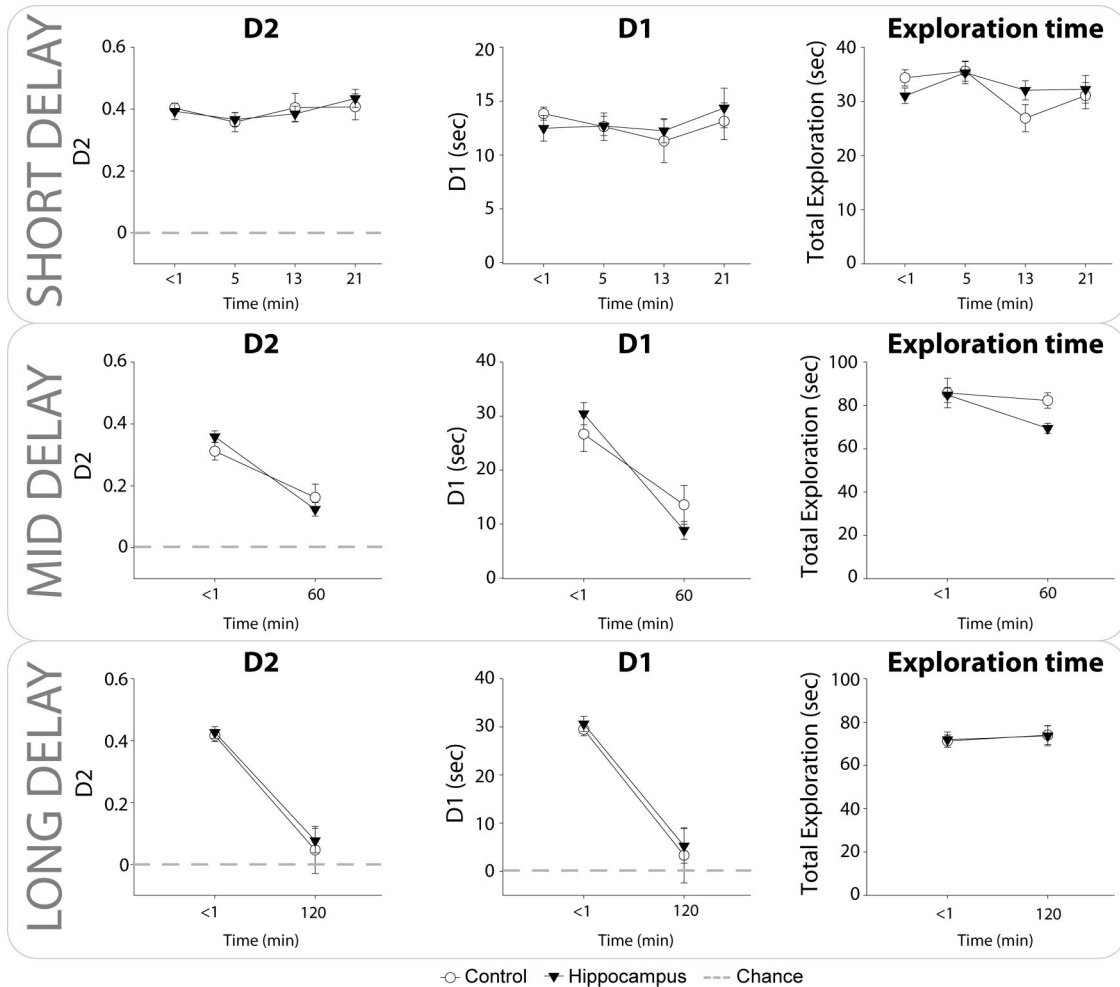 SHORT DELAY
D2
0.6
0.4
0.2
0
D2
<1 5 13 21
Time (min)
D1
20
15
10
5
0
D1 (sec)
<1 5 13 21
Time (min)
Exploration time
40
30
20
10
0
Total Exploration (sec)
<1 5 13 21
Time (min)
MID DELAY
D2
0.6
0.4
0.2
0
D2
<1 60
Time (min)
D1
40
30
20
10
0
D1 (sec)
<1 60
Time (min)
Exploration time
100
80
60
40
20
0
Total Exploration (sec)
<1 60
Time (min)
LONG DELAY
D2
0.6
0.4
0.2
0
D2
<1 120
Time (min)
D1
40
30
20
10
0
D1 (sec)
<1 120
Time (min)
Exploration time
100
80
60
40
20
0
Total Exploration (sec)
<1 120
Time (min)
Control Hippocampus Chance